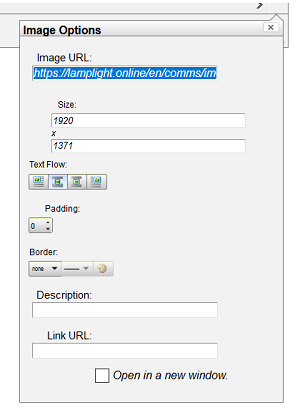 Image Options
Image URL:
https://lamplight.online/en/comms/im
Size:
1920
x
1371
Text Flow:
Padding:
0
Border:
none
Description:
Link URL:
Open in a new window.